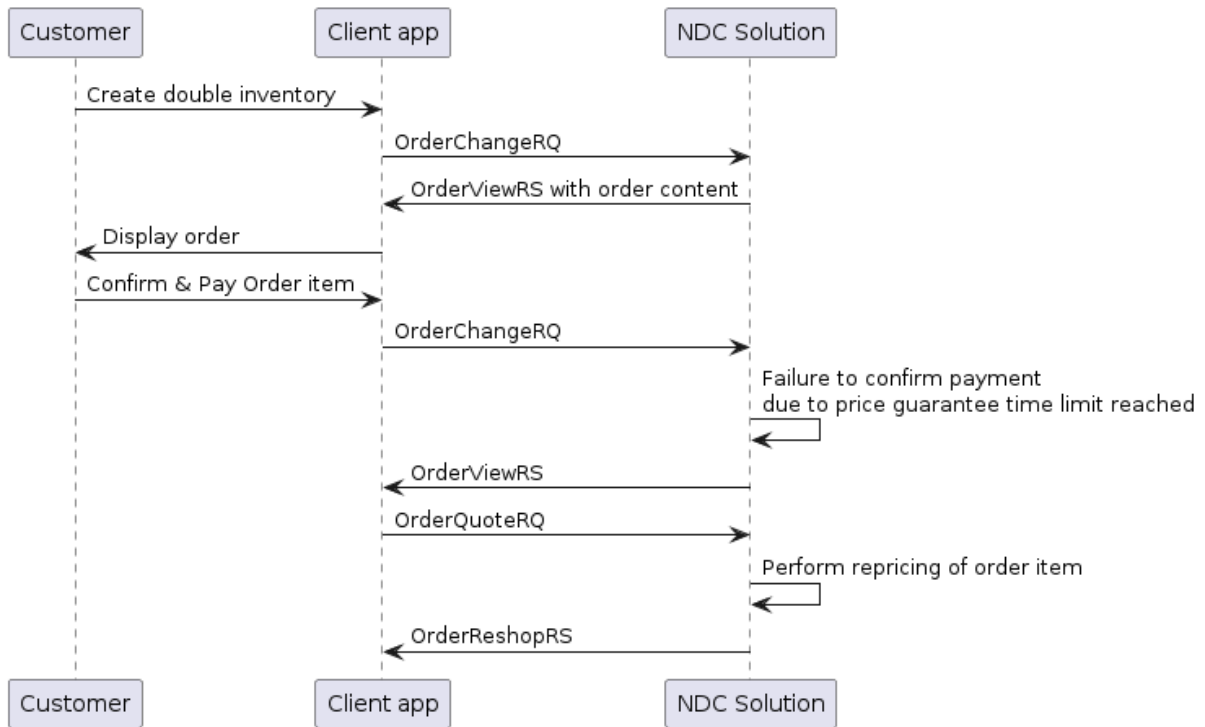 Customer
Client app
NDC Solution
Create double inventory
OrderChangeRQ
OrderViewRS with order content
Display order
Confirm & Pay Order item
OrderChangeRQ
Failure to confirm payment
due to price guarantee time limit reached
OrderViewRS
OrderQuoteRQ
Perform repricing of order item
OrderReshopRS
Customer
Client app
NDC Solution